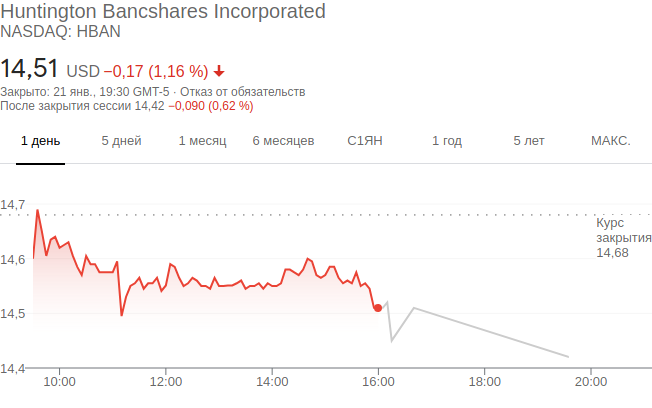 Huntington Bancshares Incorporated
NASDAQ: HBAN
14,51 USD −0,17 (1,16 %)
Закрыто: 21 янв., 19:30 GMT-5 · Отказ от обязательств
После закрытия сессии 14,42 −0,090 (0,62 %)
1 день 5 дней 1 месяц 6 месяцев С1ЯН 1 год 5 лет МАКС.
14,7
Курс
закрытия
14,68
14,6
14,5
14,4
10:00 12:00 14:00 16:00 18:00 20:00